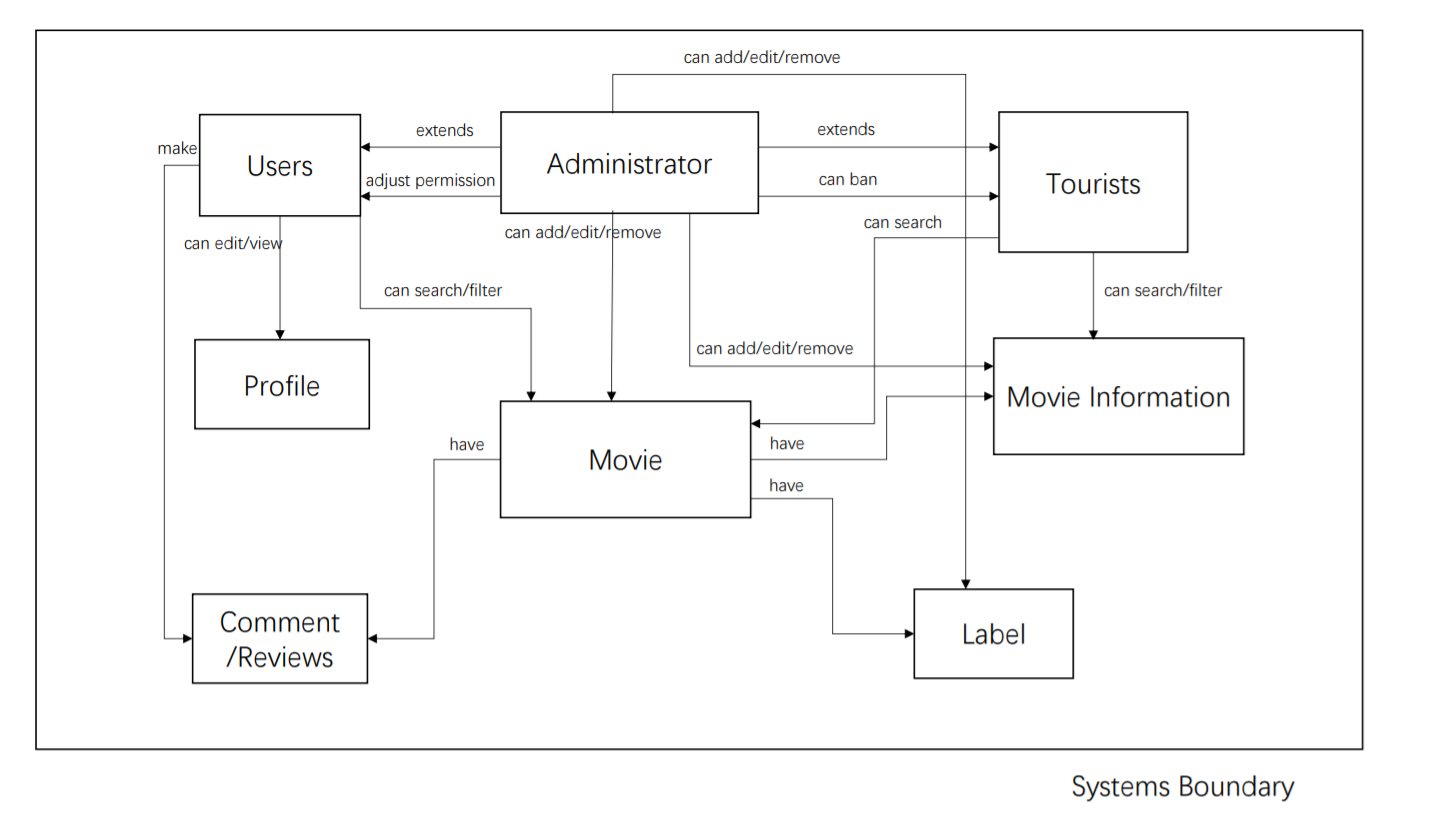 can add/edit/remove
extends
extends
make
Users
Administrator
Tourists
adjust permission
can ban
can search
can add/edit/remove
can edit/view
can search/filter
can search/filter
can add/edit/remove
Profile
Movie Information
have
have
Movie
have
Comment
/Reviews
Label
Systems Boundary